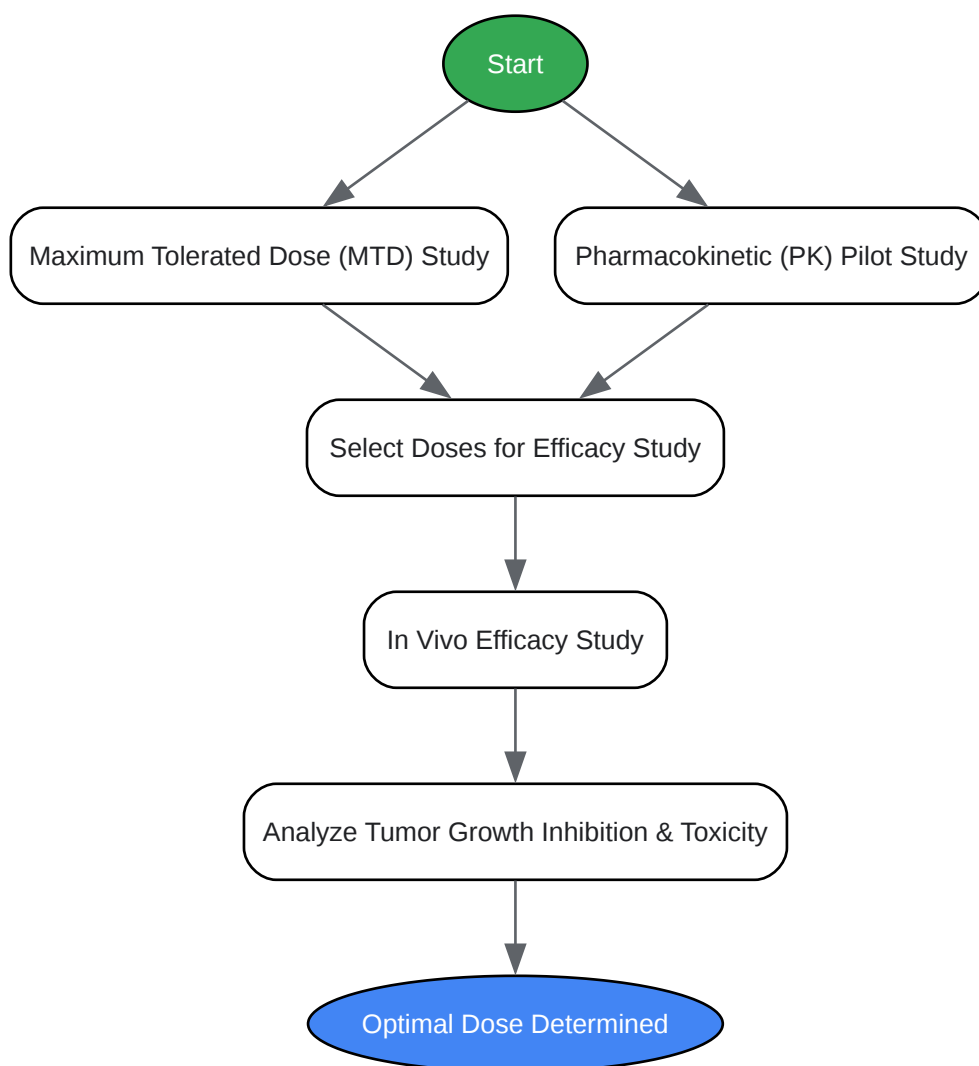 Start
Maximum Tolerated Dose (MTD) Study
Pharmacokinetic (PK) Pilot Study
Select Doses for Efficacy Study
In Vivo Efficacy Study
Analyze Tumor Growth Inhibition & Toxicity
Optimal Dose Determined